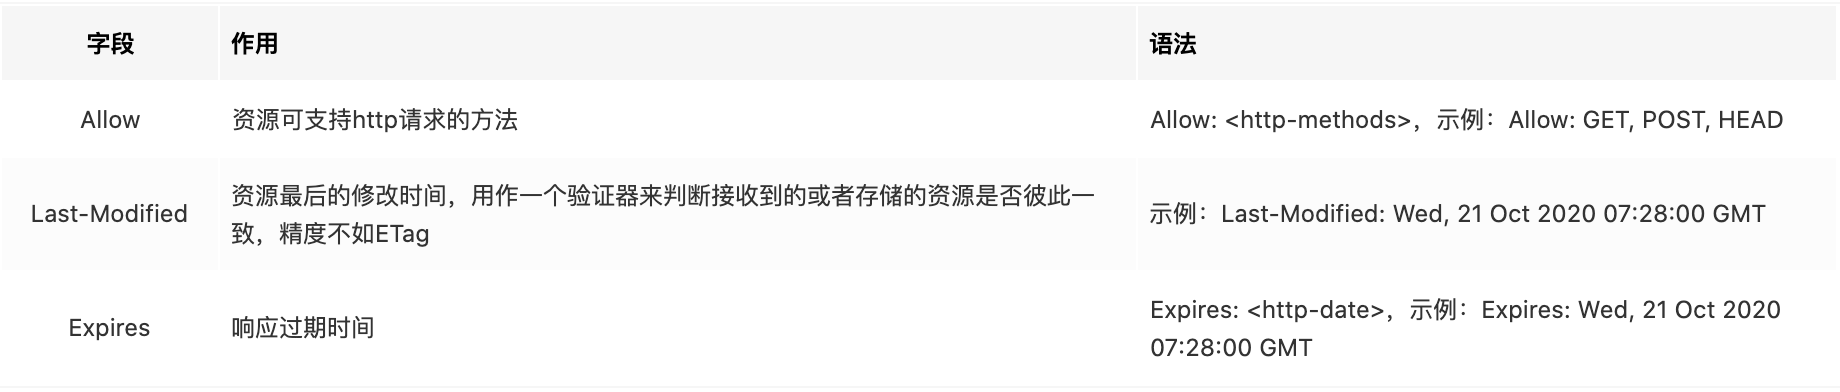 字段 作用 语法
Allow 资源可支持http请求的方法 Allow: <http-methods>，示例：Allow: GET, POST, HEAD
Last-Modified 资源最后的修改时间，用作一个验证器来判断接收到的或者存储的资源是否彼此一
致，精度不如ETag
示例：Last-Modified: Wed, 21 Oct 2020 07:28:00 GMT
Expires 响应过期时间 Expires: <http-date>，示例：Expires: Wed, 21 Oct 2020
07:28:00 GMT